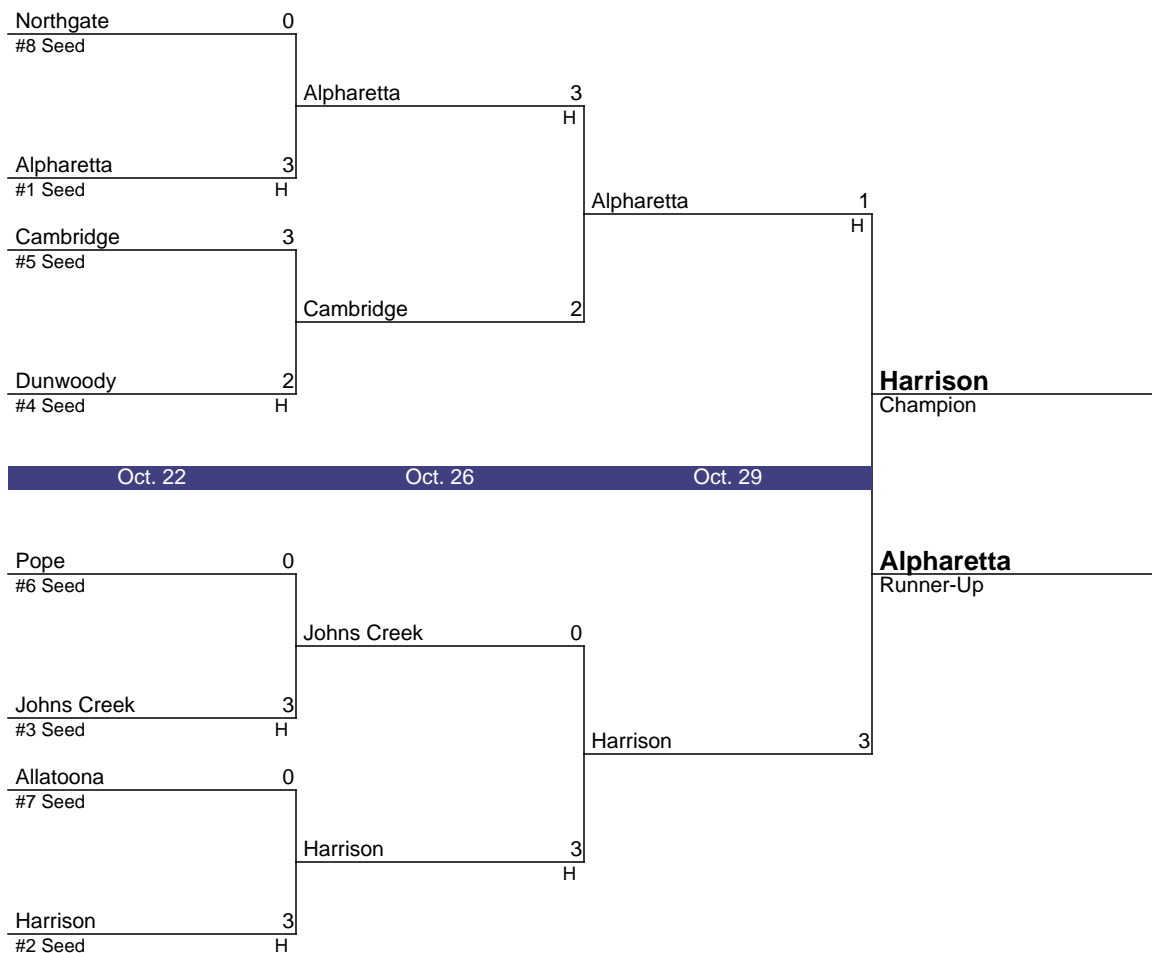 Northgate 0
#8 Seed
Alpharetta 3
H
Alpharetta 3
#1 Seed H
Alpharetta 1
H
Cambridge 3
#5 Seed
Cambridge 2
Dunwoody 2
#4 Seed H
Harrison
Champion
Oct. 22 Oct. 26 Oct. 29
Pope 0
#6 Seed
Alpharetta
Runner-Up
Johns Creek 0
Johns Creek 3
#3 Seed H
Harrison 3
Allatoona 0
#7 Seed
Harrison 3
H
Harrison 3
#2 Seed H